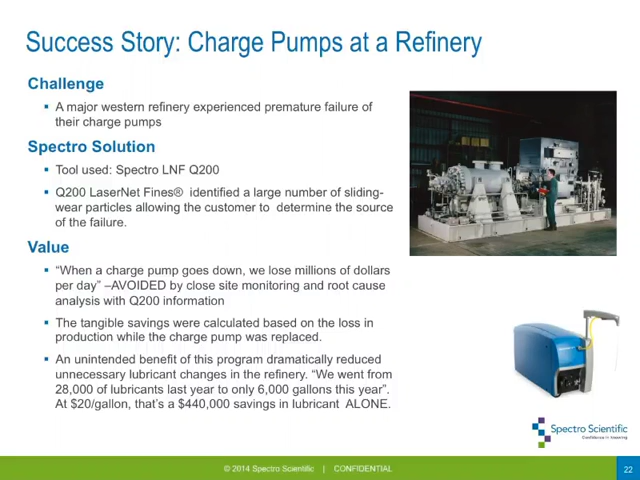 Success Story: Charge Pumps at a Refinery
Challenge
▪ A major western refinery experienced premature failure of
their charge pumps
Spectro Solution
▪ Tool used: Spectro LNF Q200
▪ Q200 LaserNet Fines® identified a large number of sliding-
wear particles allowing the customer to determine the source
of the failure.
Value
▪ “When a charge pump goes down, we lose millions of dollars
per day” –AVOIDED by close site monitoring and root cause
analysis with Q200 information
▪ The tangible savings were calculated based on the loss in
production while the charge pump was replaced.
▪ An unintended benefit of this program dramatically reduced
unnecessary lubricant changes in the refinery. “We went from
28,000 of lubricants last year to only 6,000 gallons this year”.
At $20/gallon, that’s a $440,000 savings in lubricant ALONE.
Spectro Scientific
Confidence in knowing
© 2014 Spectro Scientific | CONFIDENTIAL
22